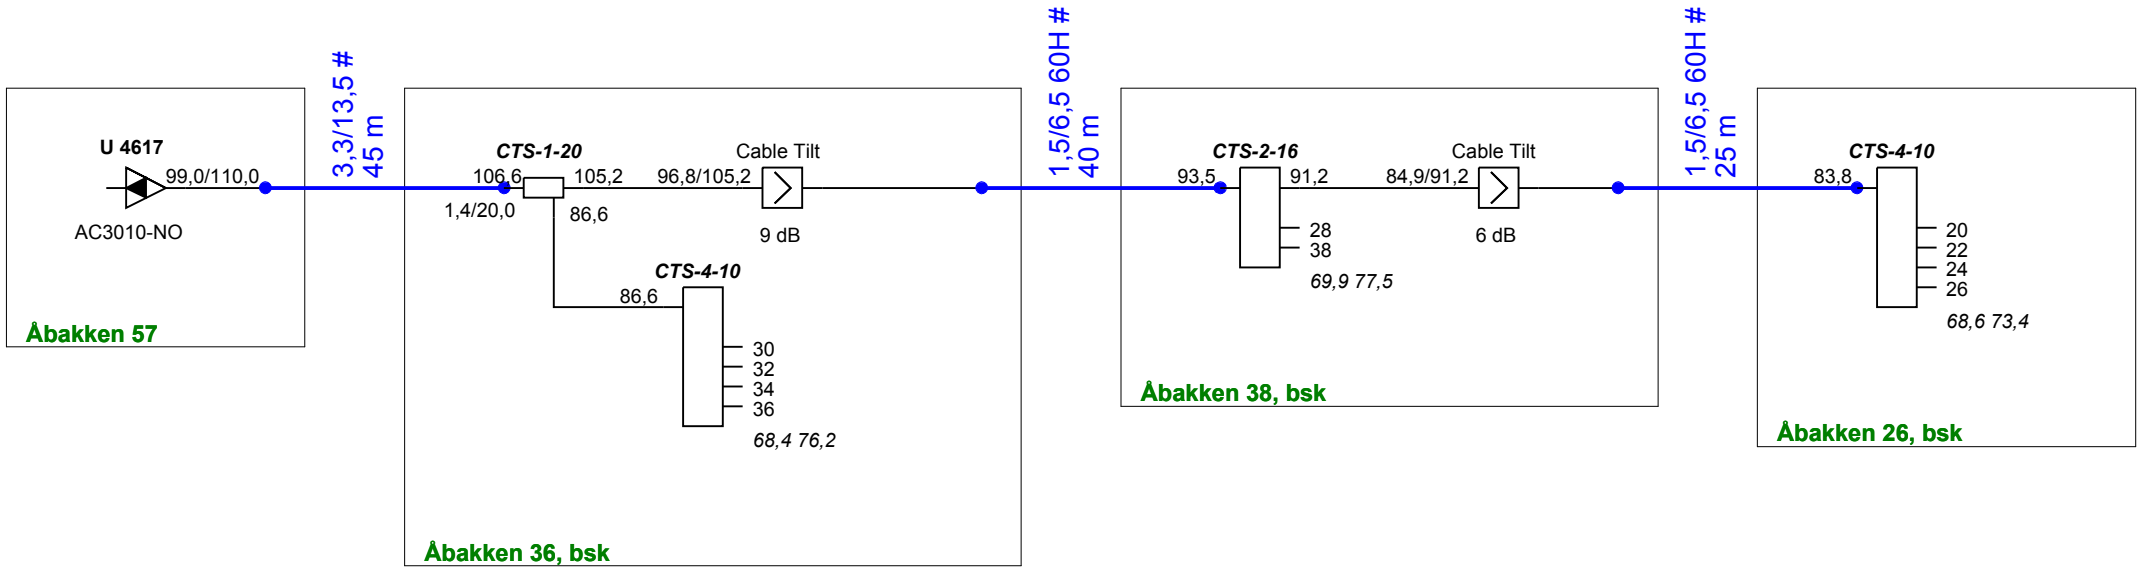 U 4617
99,0/110,0
AC3010-NO
Åbakken 57
3,3/13,5 #
45 m
CTS-1-20
106,6
105,2
1,4/20,0
86,6
96,8/105,2
Cable Tilt
9 dB
CTS-4-10
86,6
30
32
34
36
68,4 76,2
Åbakken 36, bsk
1,5/6,5 60H #
40 m
CTS-2-16
93,5
91,2
28
38
69,9 77,5
84,9/91,2
Cable Tilt
6 dB
Åbakken 38, bsk
1,5/6,5 60H #
25 m
CTS-4-10
83,8
20
22
24
26
68,6 73,4
Åbakken 26, bsk